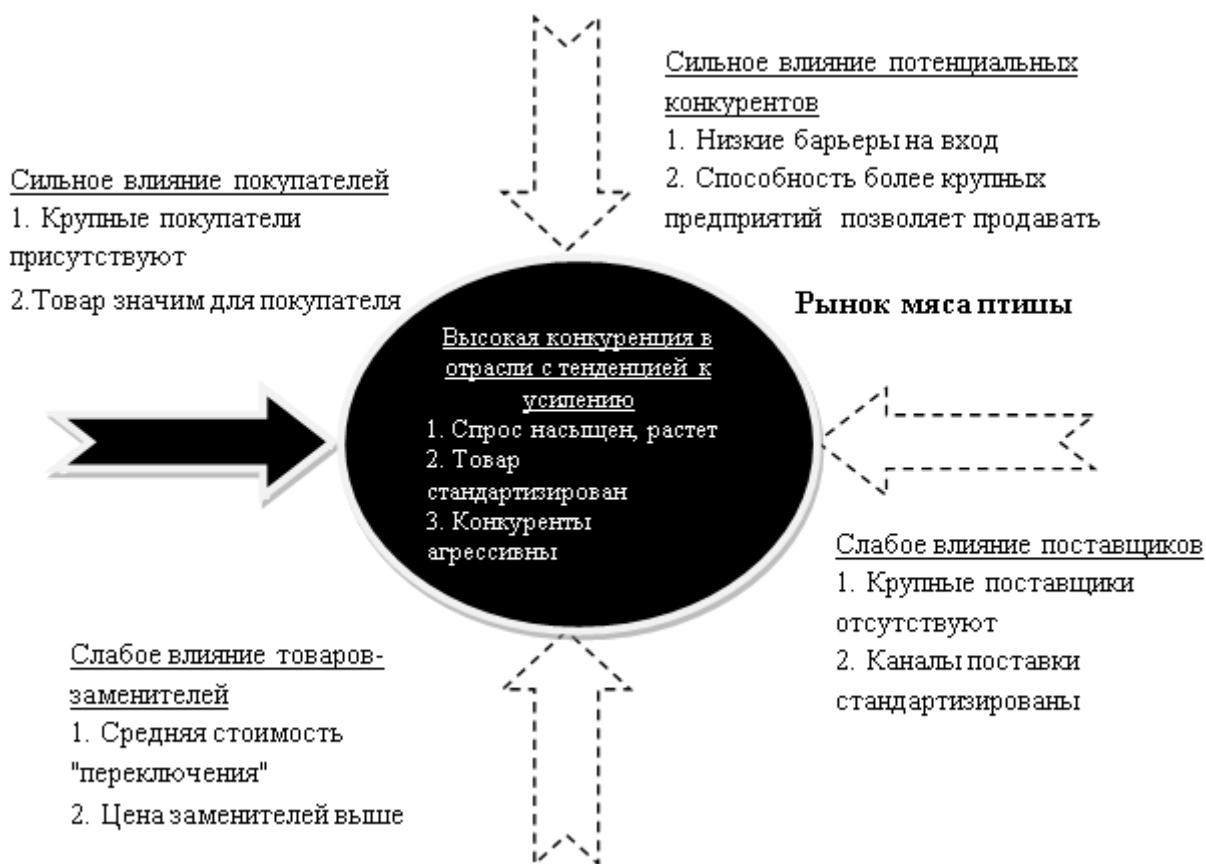 Сильное влияние потенциальных
конкурентов
1. Низкие барьеры на вход
2. Способность более крупных
предприятий позволяет продавать
Сильное влияние покупателей
1. Крупные покупатели
присутствуют
2.Товар значим для покупателя
Рынок мяса птицы
Высокая конкуренция в
отрасли с тенденцией к
усилению
1. Спрос насыщен, растет
2. Товар
стандартизирован
3. Конкуренты
агрессивны
Слабое влияние поставщиков
1. Крупные поставщики
отсутствуют
2. Каналы поставки
стандартизированы
Слабое влияние товаров-
заменителей
1. Средняя стоимость
"переключения"
2. Цена заменителей выше